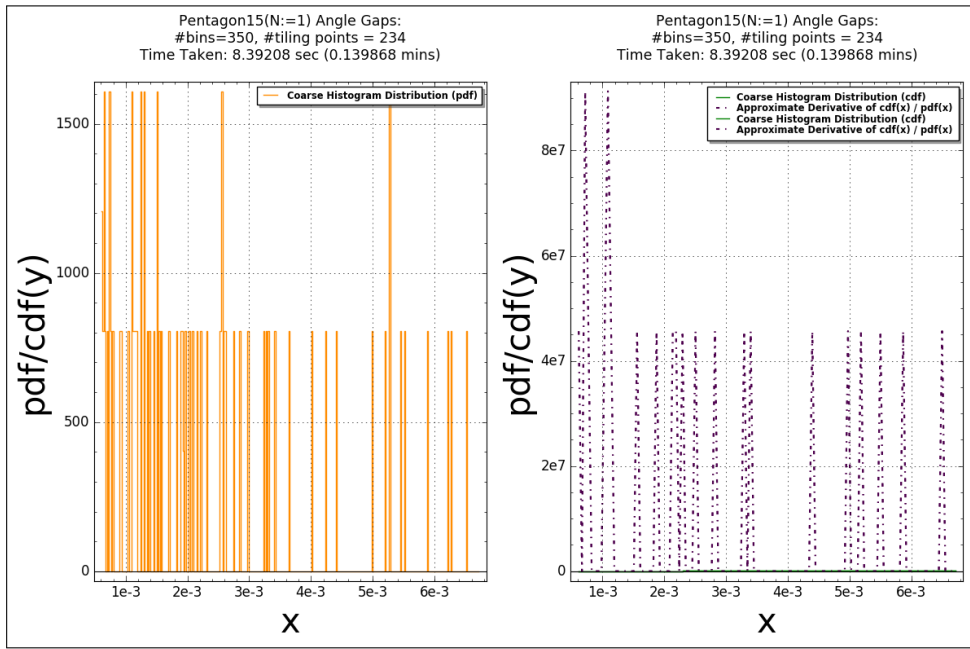 Pentagon15(N:=1) Angle Gaps:
#bins=350, #tiling points = 234
Time Taken: 8.39208 sec (0.139868 mins)
Coarse Histogram Distribution (pdf)
pdf/cdf(y)
1500
1000
500
0
1e-3
2e-3
3e-3
4e-3
5e-3
6e-3
x
Pentagon15(N:=1) Angle Gaps:
#bins=350, #tiling points = 234
Time Taken: 8.39208 sec (0.139868 mins)
Coarse Histogram Distribution (cdf)
Approximate Derivative of cdf(x) / pdf(x)
Coarse Histogram Distribution (cdf)
Approximate Derivative of cdf(x) / pdf(x)
pdf/cdf(y)
8e7
6e7
4e7
2e7
0
1e-3
2e-3
3e-3
4e-3
5e-3
6e-3
x